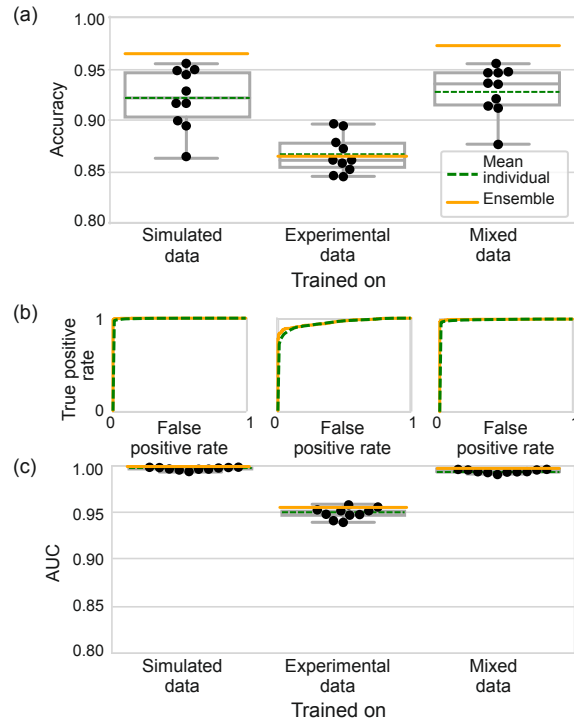 (a)
1.00
0.95
0.90
0.85
0.80
Accuracy
Mean
individual
Ensemble
Simulated
data
Experimental
data
Mixed
data
Trained on
(b)
1
0
True positive
rate
0
False
positive rate
1
0
False
positive rate
1
0
False
positive rate
1
(c)
1.00
0.95
0.90
0.85
0.80
AUC
Simulated
data
Experimental
data
Mixed
data
Trained on